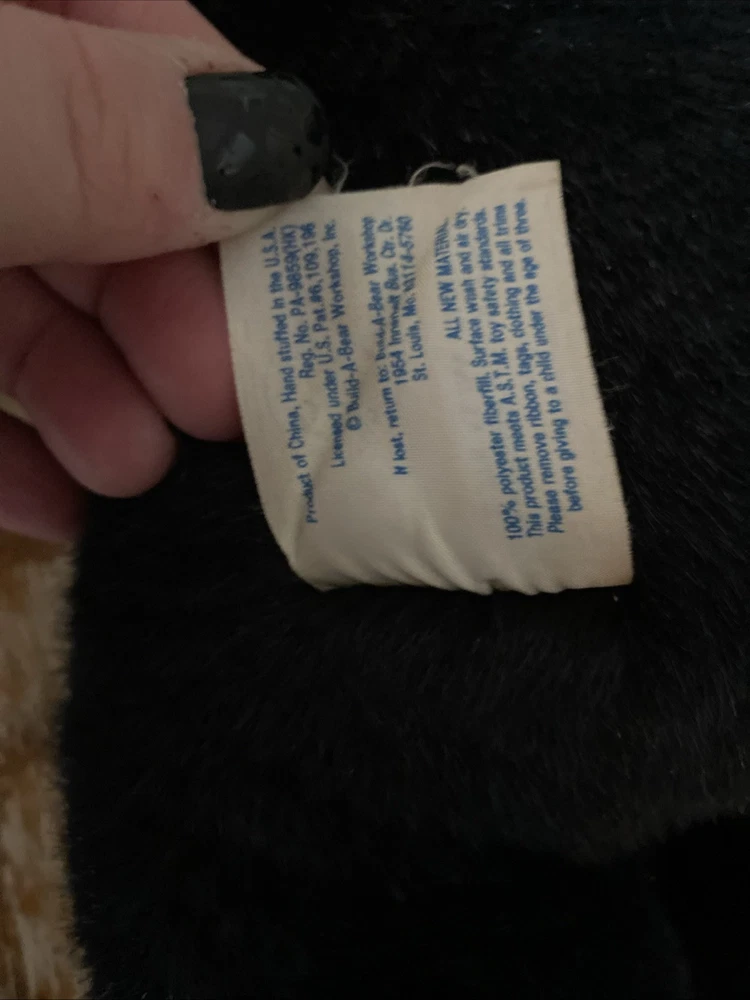 Product of China, Hand stuffed in the U.S.A.
Reg. No. PA-9859(HK)
Licensed under U.S. Pat.#6,109,196
© Build-A-Bear Workshop, Inc.
If lost, return to: Build-A-Bear Workshop
1954 Innerbelt Bus. Ctr. Dr.
St. Louis, Mo. 63114-5760
ALL NEW MATERIAL
100% polyester fiberfill. Surface wash and air dry.
This product meets A.S.T.M. toy safety standards.
Please remove ribbon, tags, clothing and all trims
before giving to a child under the age of three.